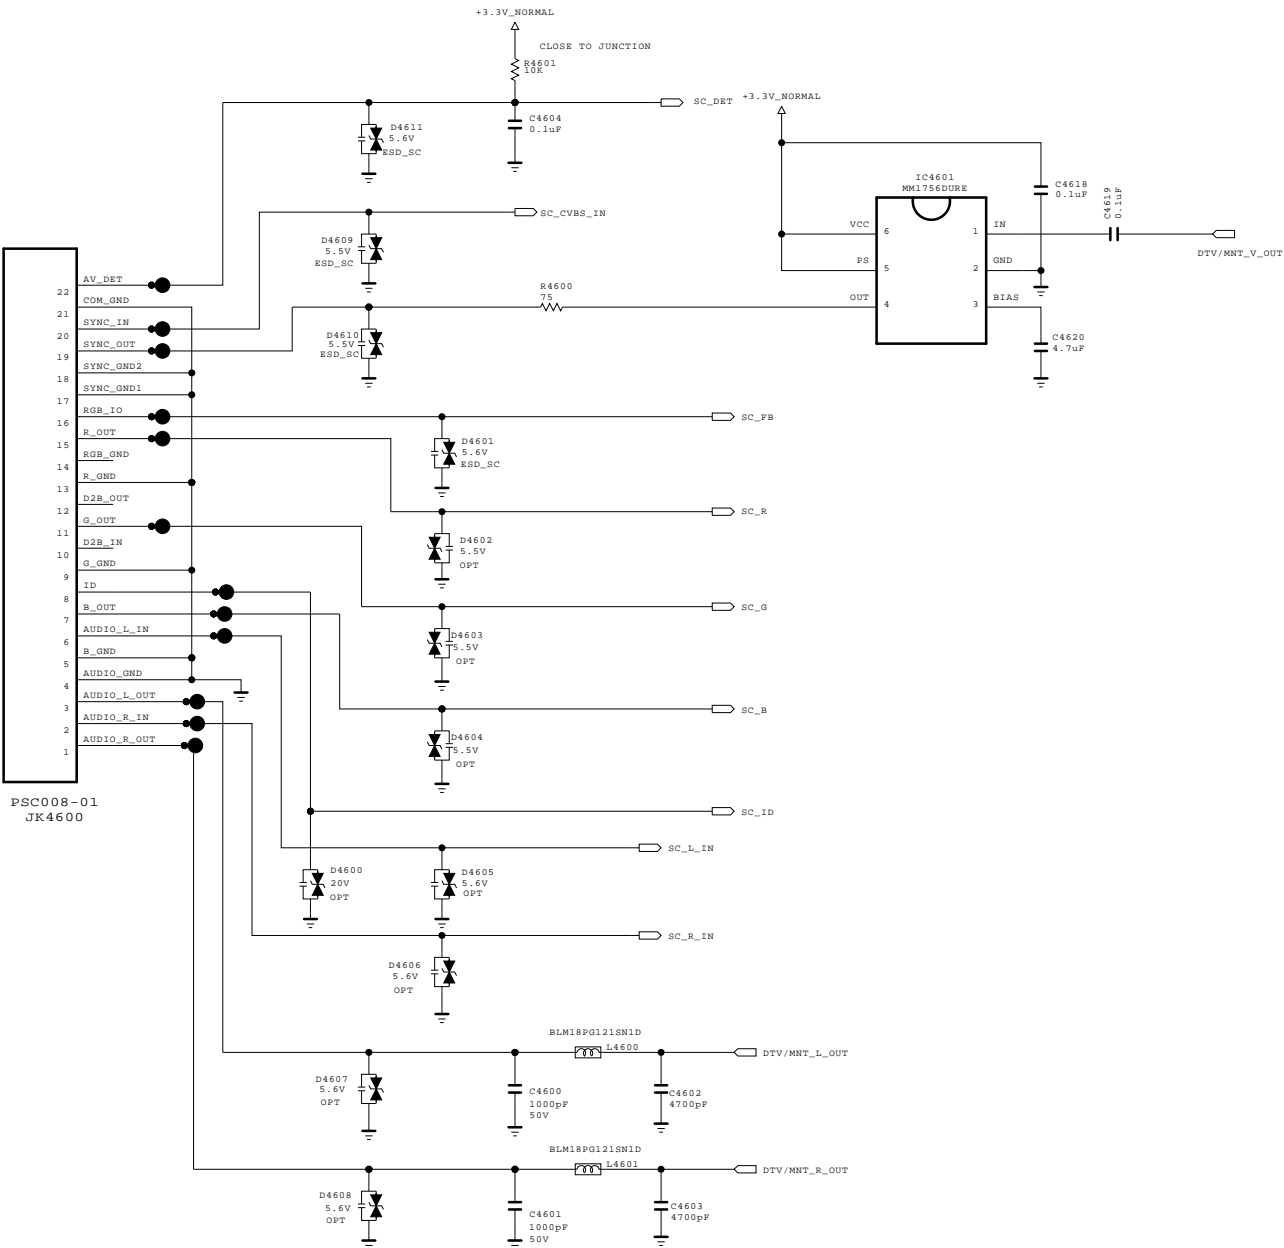 +3.3V_NORMAL
CLOSE TO JUNCTION
R4601
10K
SC_DET
+3.3V_NORMAL
D4611
5.6V
ESD_SC
C4604
0.1uF
IC4601
MM1756DURE
C4618
0.1uF
C4619
0.1uF
SC_CVBS_IN
D4609
5.5V
ESD_SC
VCC
6
1
IN
DTV/MNT_V_OUT
PS
5
2
GND
OUT
4
3
BIAS
R4600
75
D4610
5.5V
ESD_SC
C4620
4.7uF
AV_DET
22
COM_GND
21
SYNC_IN
20
SYNC_OUT
19
SYNC_GND2
18
SYNC_GND1
17
RGB_IO
16
R_OUT
15
RGB_GND
14
R_GND
13
D2B_OUT
12
G_OUT
11
D2B_IN
10
G_GND
9
ID
8
B_OUT
7
AUDIO_L_IN
6
B_GND
5
AUDIO_GND
4
AUDIO_L_OUT
3
AUDIO_R_IN
2
AUDIO_R_OUT
1
PSC008-01
JK4600
SC_FB
D4601
5.6V
ESD_SC
SC_R
D4602
5.5V
OPT
SC_G
D4603
5.5V
OPT
SC_B
D4604
5.5V
OPT
SC_ID
SC_L_IN
D4600
20V
OPT
D4605
5.6V
OPT
SC_R_IN
D4606
5.6V
OPT
BLM18PG121SN1D
L4600
DTV/MNT_L_OUT
D4607
5.6V
OPT
C4600
1000pF
50V
C4602
4700pF
BLM18PG121SN1D
L4601
DTV/MNT_R_OUT
D4608
5.6V
OPT
C4601
1000pF
50V
C4603
4700pF